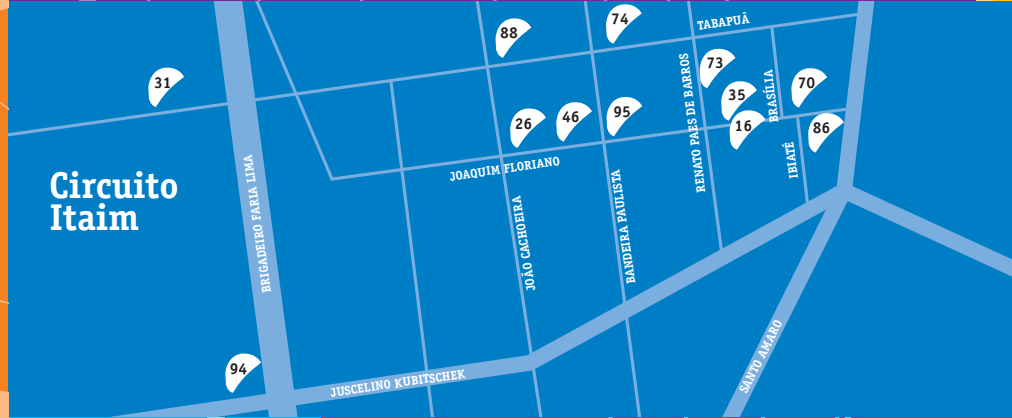 74
TABAPUÃ
88
73
31
70
35
BRASÍLIA
26
46
95
16
86
RENATO PAES DE BARROS
JOAQUIM FLORIANO
IBIATÉ
Circuito
Itaim
BRIGADEIRO FARIA LIMA
JOÃO CACHOEIRA
BANDEIRA PAULISTA
94
JUSCELINO KUBITSCHEK
SANTO AMARO